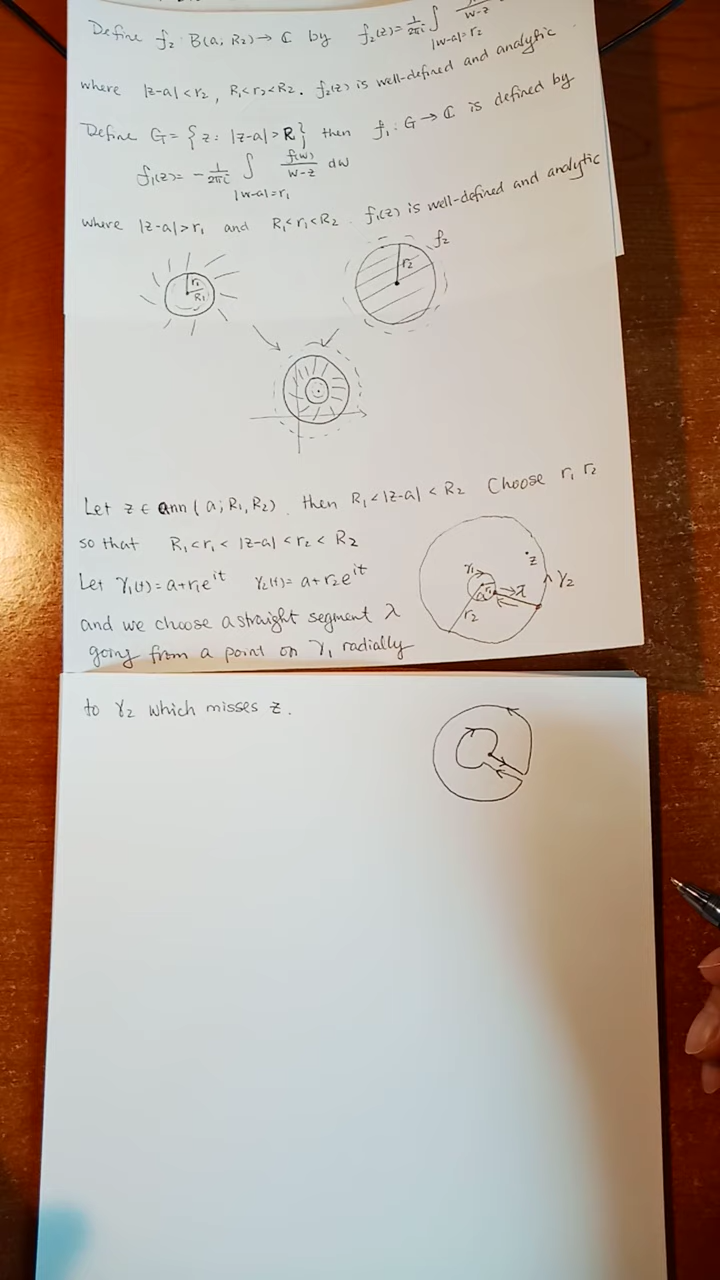 Define f₂: B(a; R₂) → ℂ by f₂(z) = 1/2πi ∫_{|w-a|=r₂} /w-z
where |z-a| < r₂, R₁ < r₂ < R₂. f₂(z) is well-defined and analytic
Define G = {z: |z-a| > R₁} then f₁: G → ℂ is defined by
f₁(z) = - 1/2πi ∫_{|w-a|=r₁} f(w)/w-z dw
where |z-a| > r₁ and R₁ < r₁ < R₂. f₁(z) is well-defined and analytic
r₁
R₁
r₂
f₂
Let z ∈ ann(a; R₁, R₂). then R₁ < |z-a| < R₂ Choose r₁ r₂
so that R₁ < r₁ < |z-a| < r₂ < R₂
Let γ₁(t) = a+r₁e^{it} γ₂(t) = a+r₂e^{it}
and we choose a straight segment λ
going from a point on γ₁ radially
z
γ₁
a
r₁
λ
γ₂
r₂
to γ₂ which misses z.